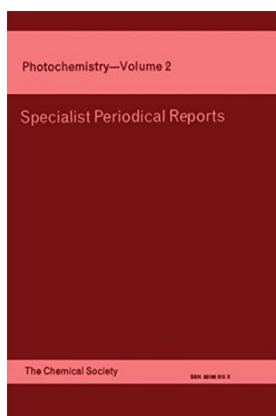 Photochemistry—Volume 2
Specialist Periodical Reports
The Chemical Society